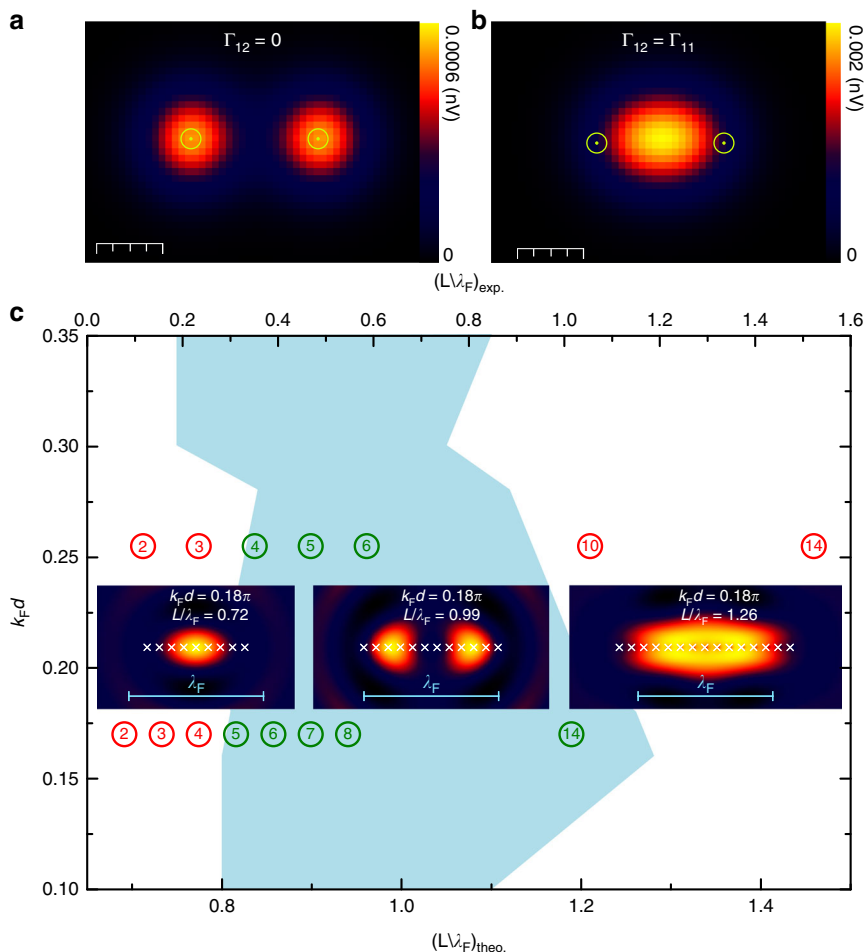 a
Γ12 = 0
0.0006 (nV)
0
b
Γ12 = Γ11
0.002 (nV)
0
(L\λF)exp.
c
0.0 0.2 0.4 0.6 0.8 1.0 1.2 1.4 1.6
0.35
0.30
0.25
0.20
0.15
0.10
kFd
2 3 4 5 6 10 14
kFd = 0.18π
L/λF = 0.72
λF
kFd = 0.18π
L/λF = 0.99
λF
kFd = 0.18π
L/λF = 1.26
λF
2 3 4 5 6 7 8 14
0.8 1.0 1.2 1.4
(L\λF)theo.